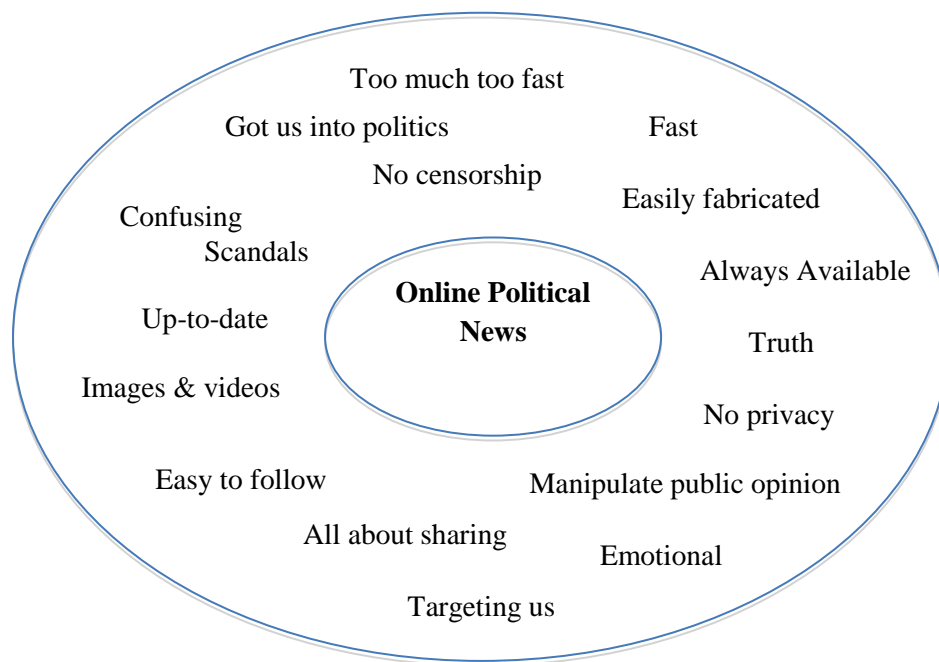 Too much too fast
Got us into politics
Fast
No censorship
Easily fabricated
Confusing
Scandals
Always Available
Online Political
News
Up-to-date
Truth
Images & videos
No privacy
Easy to follow
Manipulate public opinion
All about sharing
Emotional
Targeting us